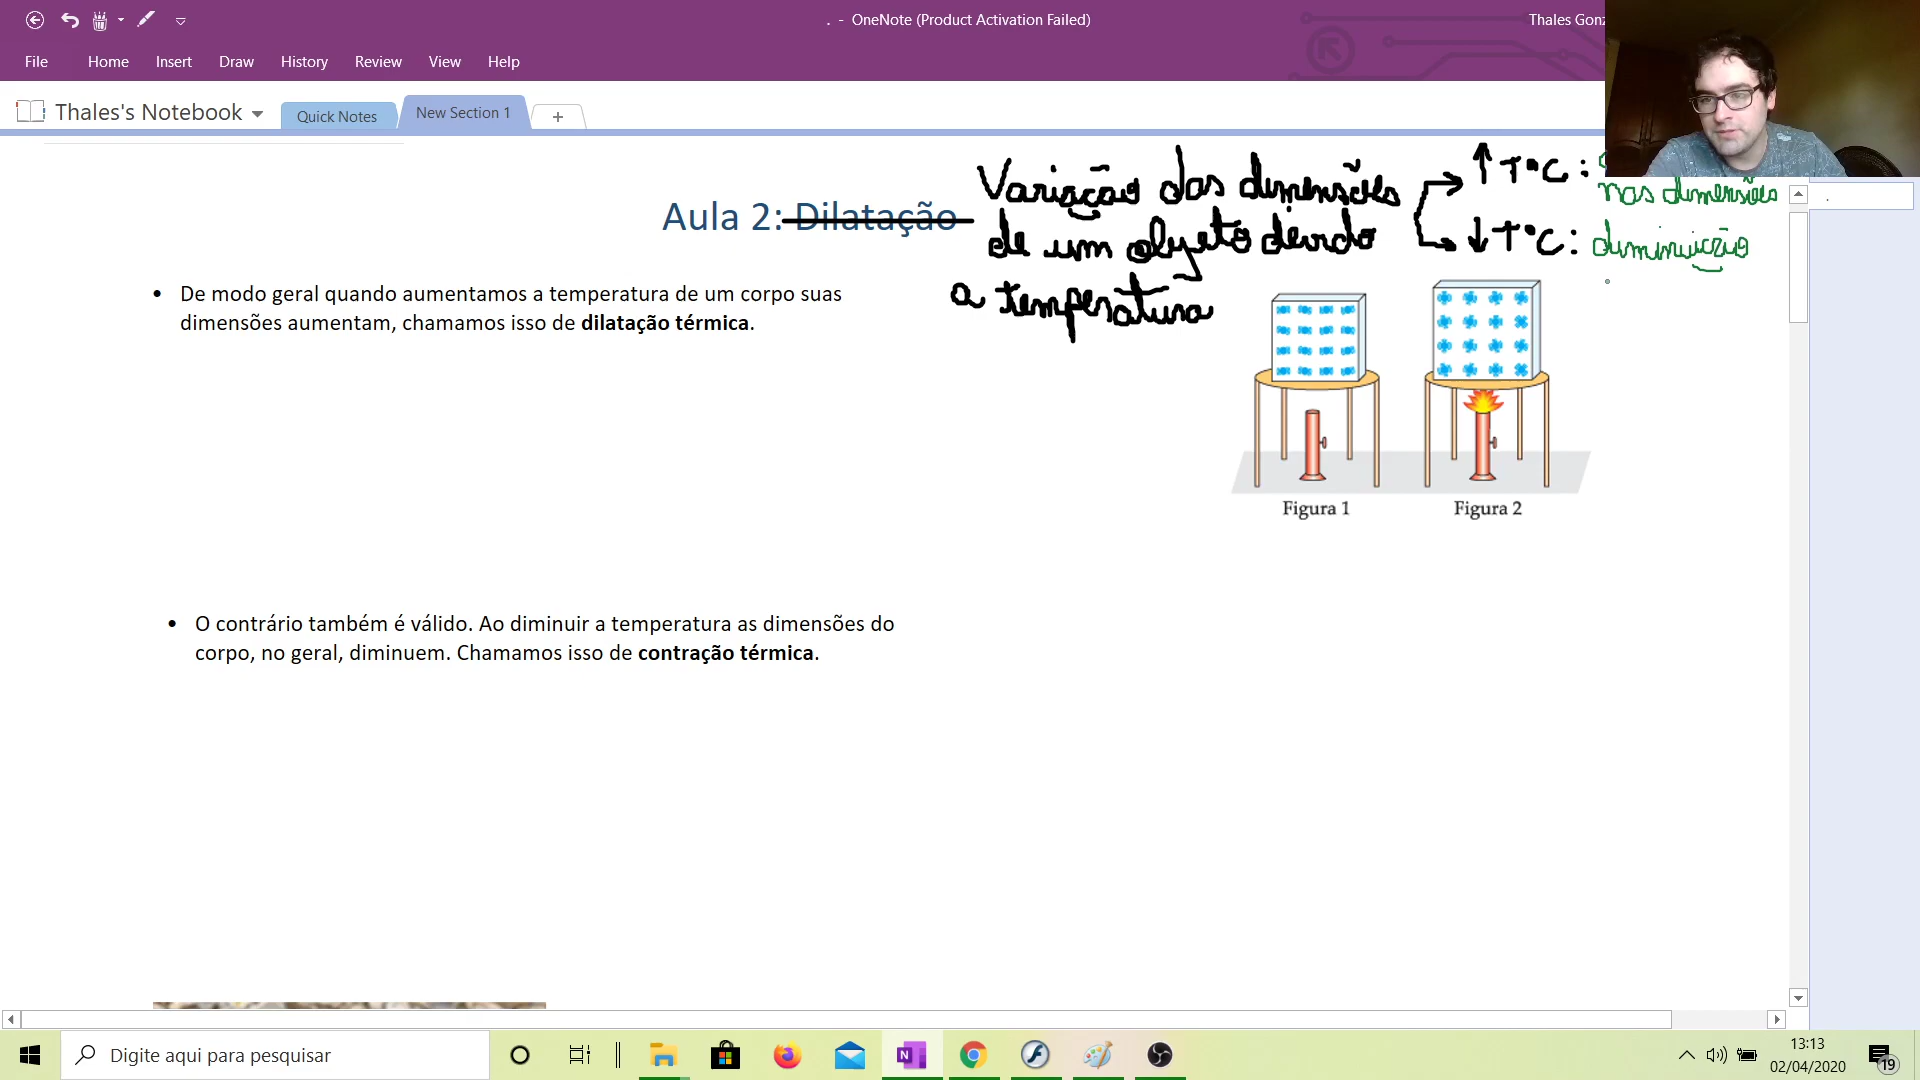 . - OneNote (Product Activation Failed)
Thales Gonz
File Home Insert Draw History Review View Help
Thales's Notebook
Quick Notes
New Section 1
+
Aula 2: Dilatação
Variação das dimensões
de um objeto devido
a temperatura
↑ T°C:
nas dimensões
↓ T°C: diminuição
• De modo geral quando aumentamos a temperatura de um corpo suas
dimensões aumentam, chamamos isso de dilatação térmica.
Figura 1
Figura 2
• O contrário também é válido. Ao diminuir a temperatura as dimensões do
corpo, no geral, diminuem. Chamamos isso de contração térmica.
Digite aqui para pesquisar
13:13
02/04/2020
19